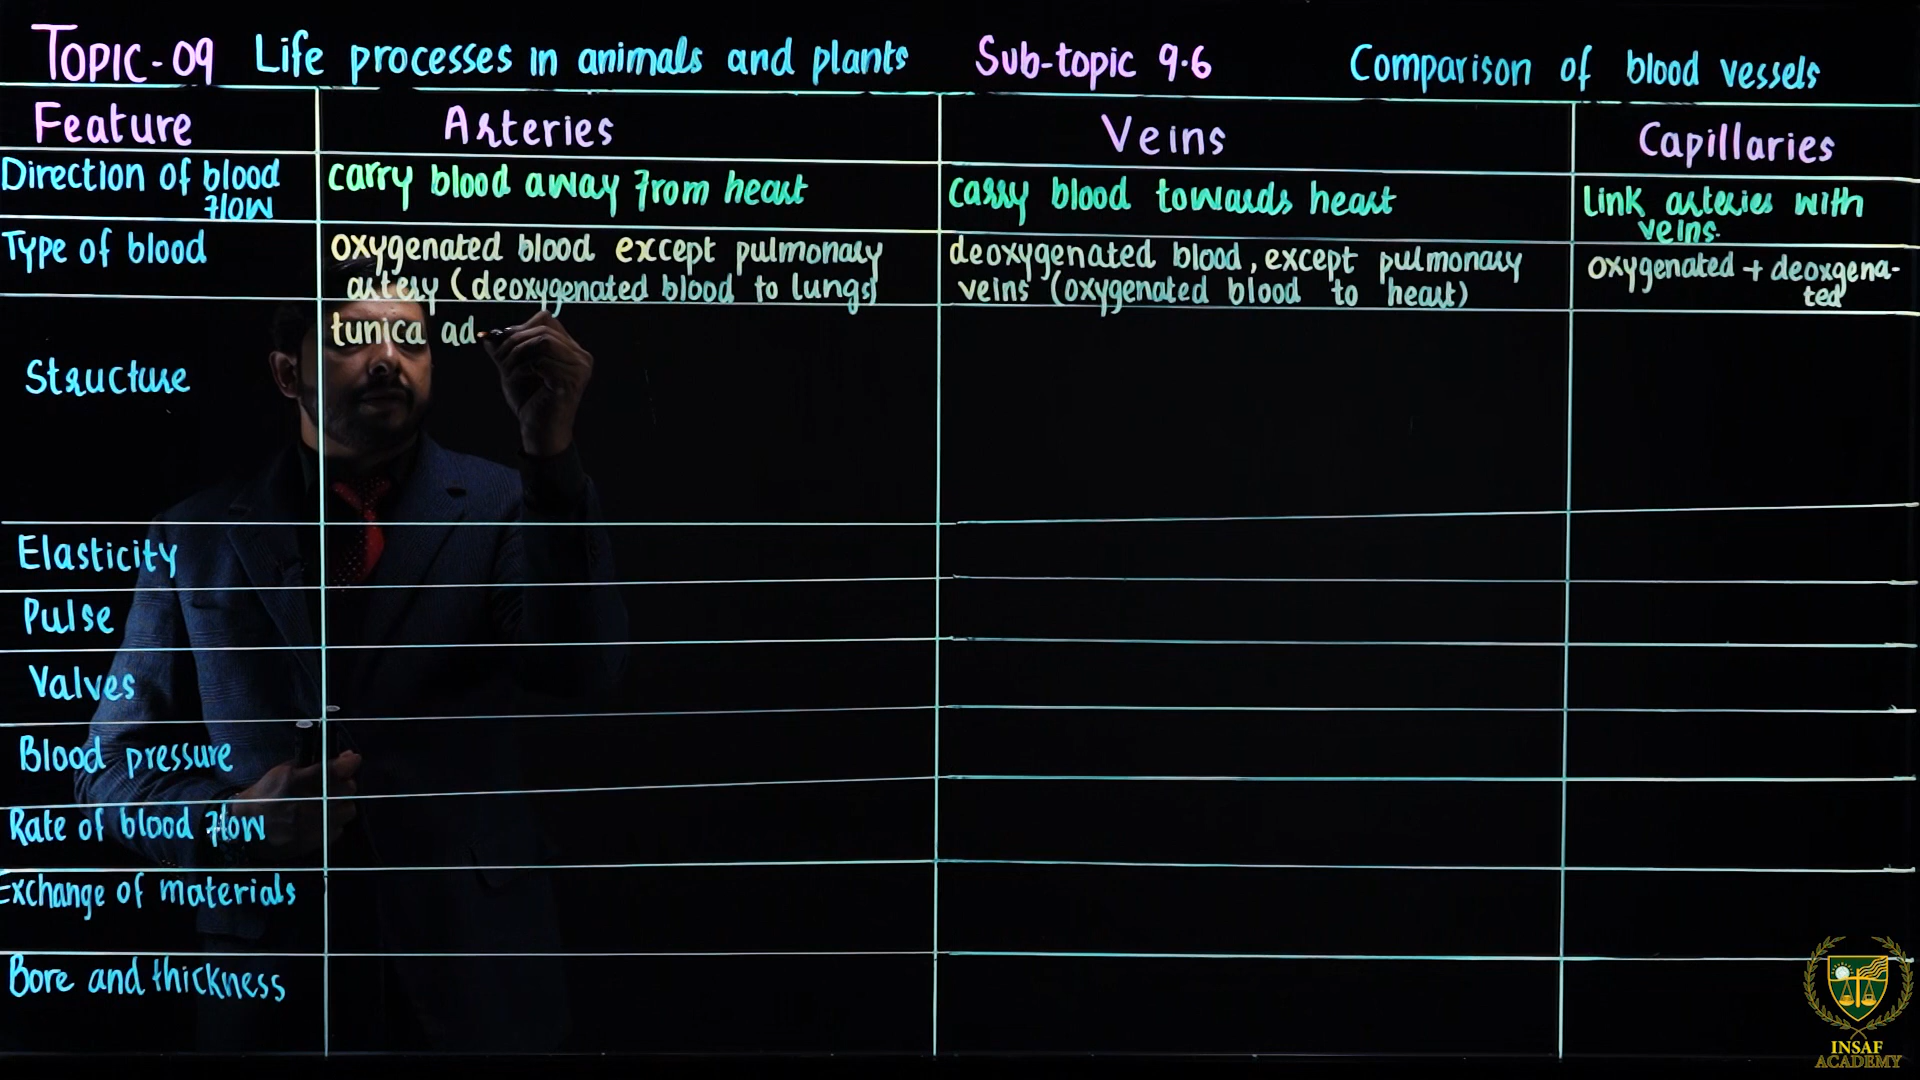 TOPIC-09 Life processes in animals and plants Sub-topic 9.6 Comparison of blood vessels
Feature Arteries Veins Capillaries
Direction of blood flow
carry blood away from heart
carry blood towards heart
Link arteries with
veins.
Type of blood
oxygenated blood except pulmonary
artery (deoxygenated blood to lungs)
deoxygenated blood, except pulmonary
veins (oxygenated blood to heart)
oxygenated + deoxgena-
ted
Structure
tunica ad
Elasticity
Pulse
Valves
Blood pressure
Rate of blood flow
Exchange of materials
Bore and thickness
INSAF
ACADEMY